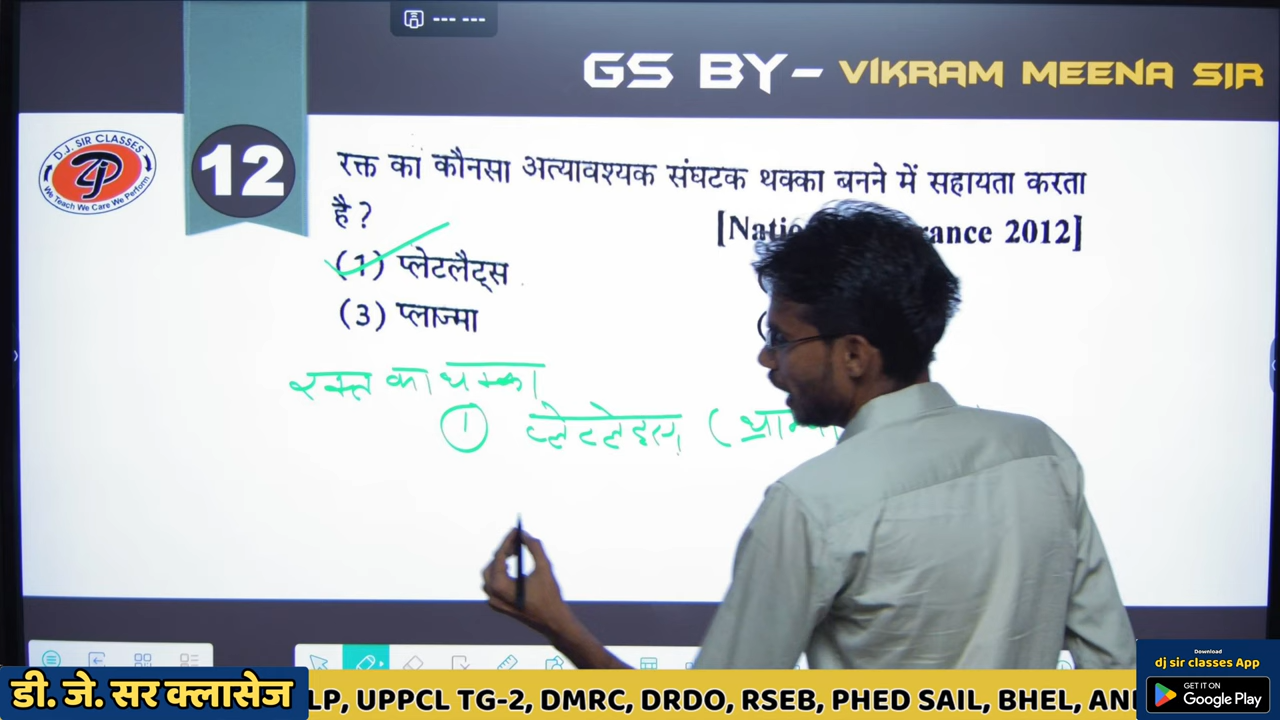 GS BY- VIKRAM MEENA SIR
D.J. SIR CLASSES
We Teach We Care We Perform
12
रक्त का कौनसा अत्यावश्यक संघटक थक्का बनने में सहायता करता
है ?
(1) प्लेटलैट्स
(3) प्लाज्मा
रक्त का थक्का
1
डी. जे. सर क्लासेज
LP, UPPCL TG-2, DMRC, DRDO, RSEB, PHED SAIL, BHEL,
Download
dj sir classes App
GET IT ON
Google Play